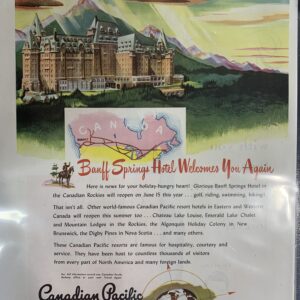 CANADA
Banff Springs Hotel Welcomes You Again
Here is news for your holiday-hungry heart! Glorious Banff Springs Hotel in
the Canadian Rockies will reopen on June 15 this year . . . golf, riding, swimming, hiking!
That isn't all. Other world-famous Canadian Pacific resort hotels in Eastern and Western
Canada will reopen this summer too . . . Chateau Lake Louise, Emerald Lake Chalet
and Mountain Lodges in the Rockies, the Algonquin Holiday Colony in New
Brunswick, the Digby Pines in Nova Scotia . . . and many others.
These Canadian Pacific resorts are famous for hospitality, courtesy and
service. They have been host to countless thousands of visitors
from every part of North America and many foreign lands.
Canadian Pacific